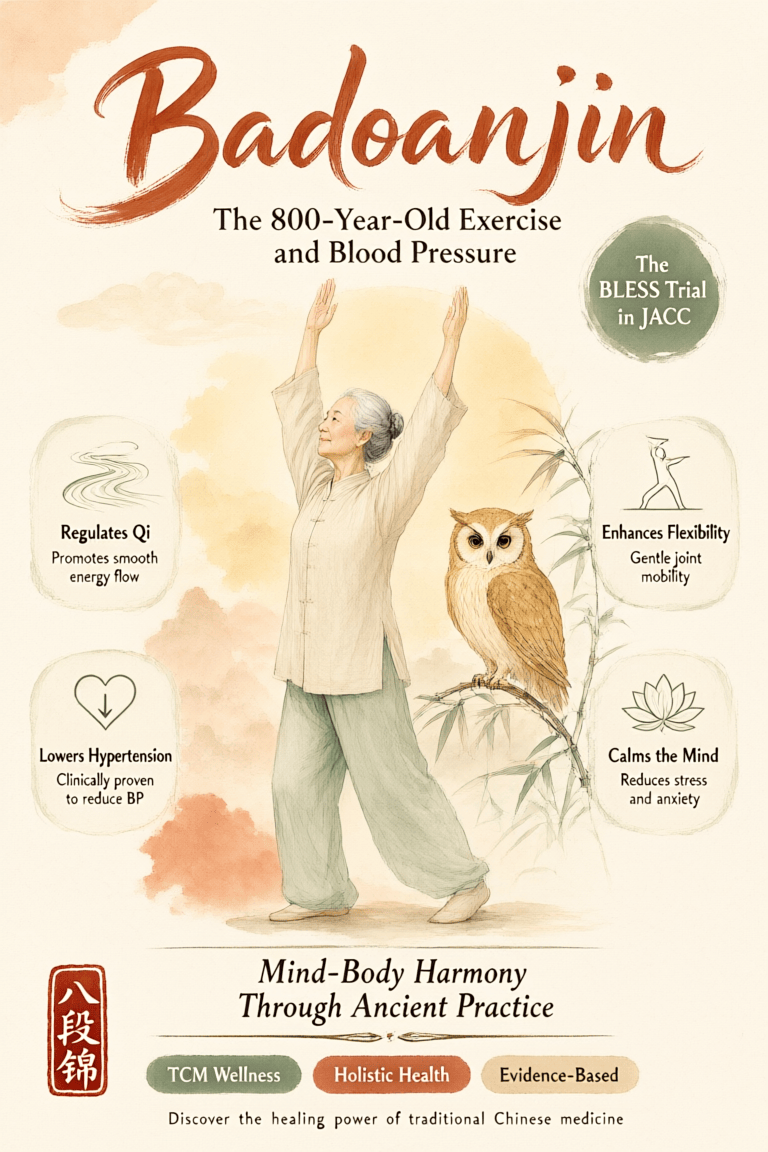 Badoanjin
The 800-Year-Old Exercise
and Blood Pressure
The
BLESS Trial
in JACC
Regulates Qi
Promotes smooth
energy flow
Enhances Flexibility
Gentle joint
mobility
Lowers Hypertension
Clinically proven
to reduce BP
Calms the Mind
Reduces stress
and anxiety
Mind-Body Harmony
Through Ancient Practice
八
段
锦
TCM Wellness
Holistic Health
Evidence-Based
Discover the healing power of traditional Chinese medicine